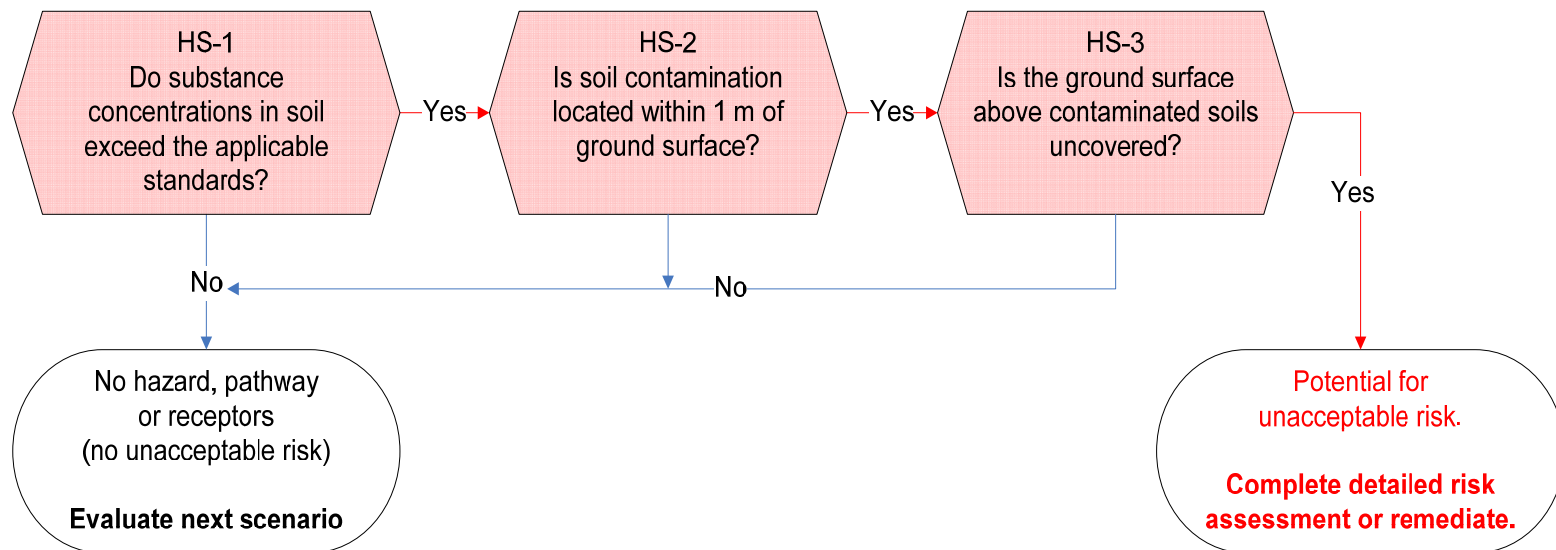 HS-1
Do substance
concentrations in soil
exceed the applicable
standards?
Yes
HS-2
Is soil contamination
located within 1 m of
ground surface?
Yes
HS-3
Is the ground surface
above contaminated soils
uncovered?
Yes
No
No
No hazard, pathway
or receptors
(no unacceptable risk)
Evaluate next scenario
Potential for
unacceptable risk.
Complete detailed risk
assessment or remediate.